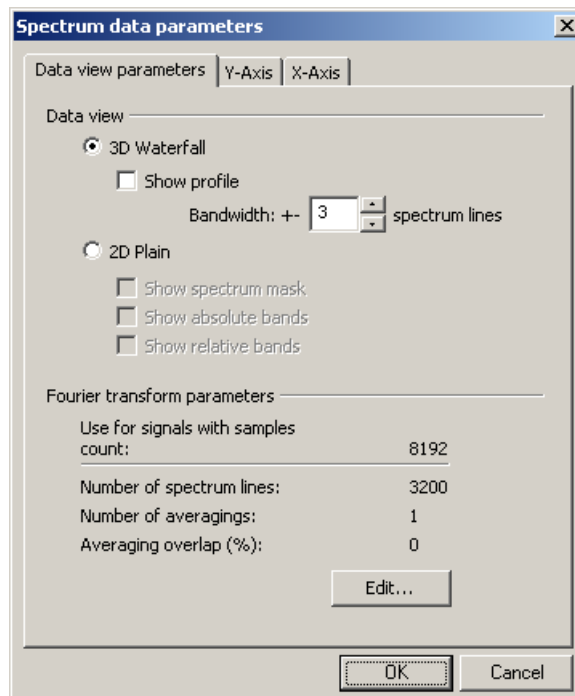 Spectrum data parameters
Data view parameters Y-Axis X-Axis
Data view
3D Waterfall
Show profile
Bandwidth: +- 3 spectrum lines
2D Plain
Show spectrum mask
Show absolute bands
Show relative bands
Fourier transform parameters
Use for signals with samples
count: 8192
Number of spectrum lines: 3200
Number of averagings: 1
Averaging overlap (%): 0
Edit...
OK Cancel